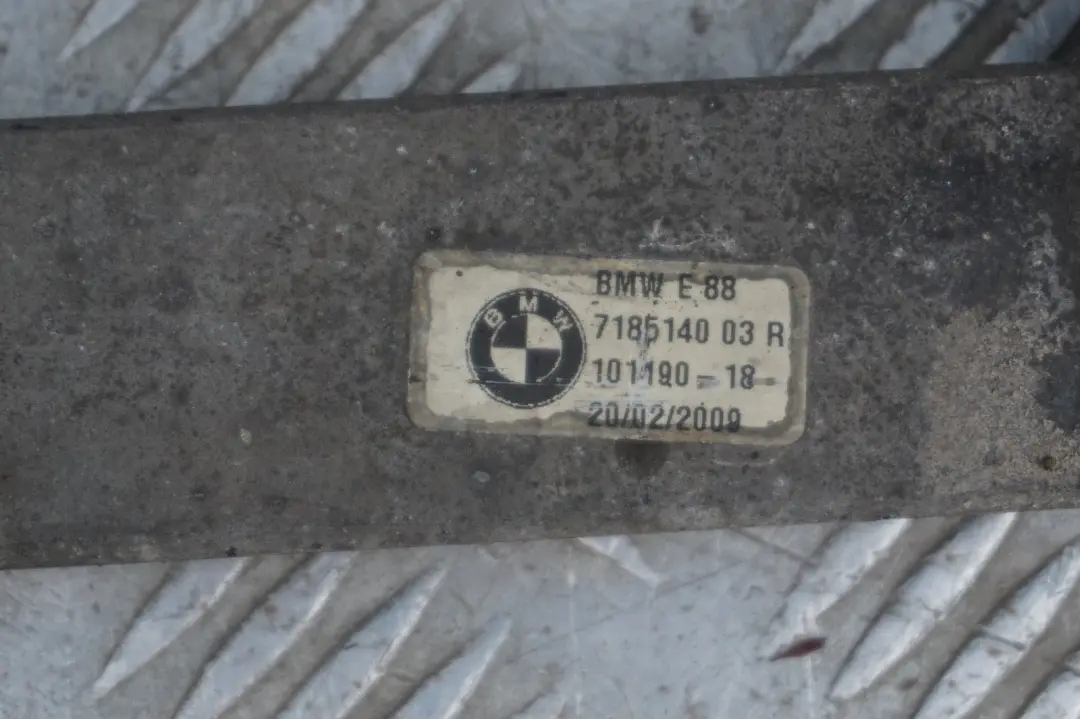 BMW
BMW E 88
7185140 03 R
101190-18-
20/02/2009